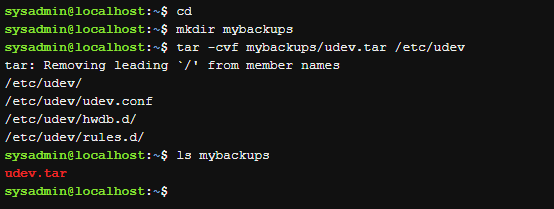 sysadmin@localhost:~$ cd
sysadmin@localhost:~$ mkdir mybackups
sysadmin@localhost:~$ tar -cvf mybackups/udev.tar /etc/udev
tar: Removing leading `/' from member names
/etc/udev/
/etc/udev/udev.conf
/etc/udev/hwdb.d/
/etc/udev/rules.d/
sysadmin@localhost:~$ ls mybackups
udev.tar
sysadmin@localhost:~$